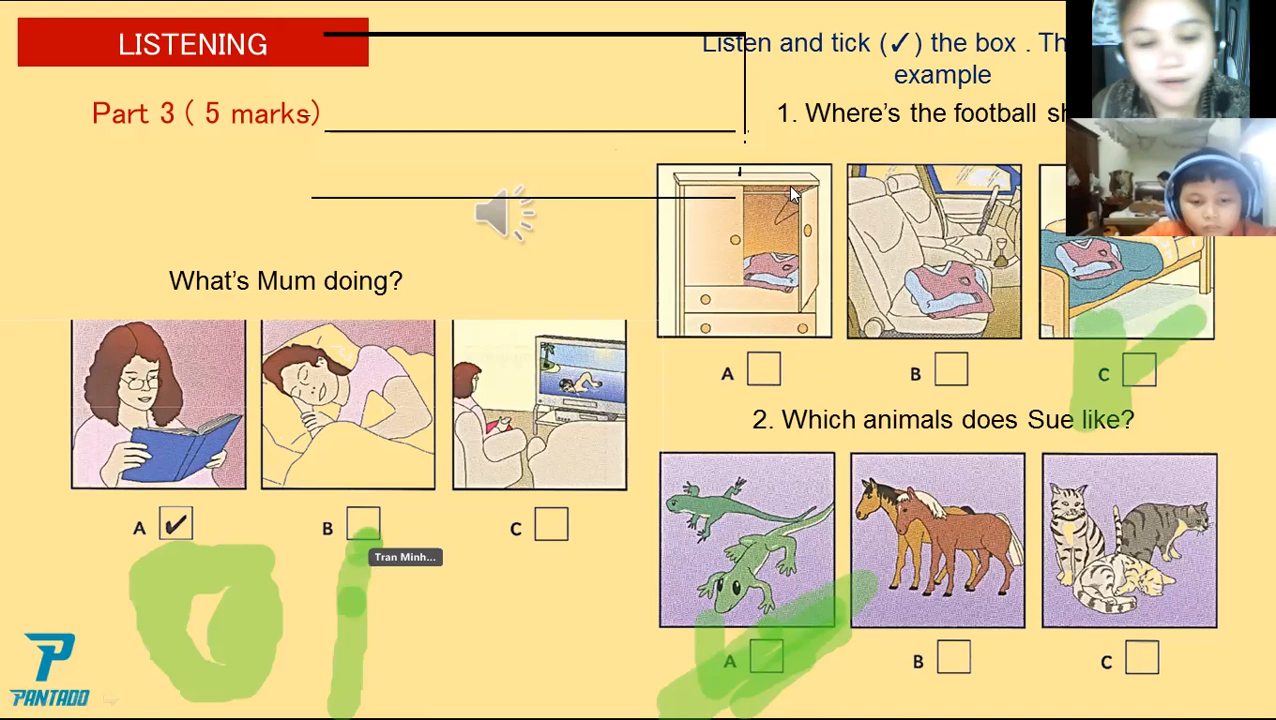 LISTENING
Part 3 ( 5 marks)
Listen and tick (✓) the box . Th
example
1. Where's the football sh
What's Mum doing?
A B C
A ✓ B C
Tran Minh...
2. Which animals does Sue like?
A B C
PANTADO